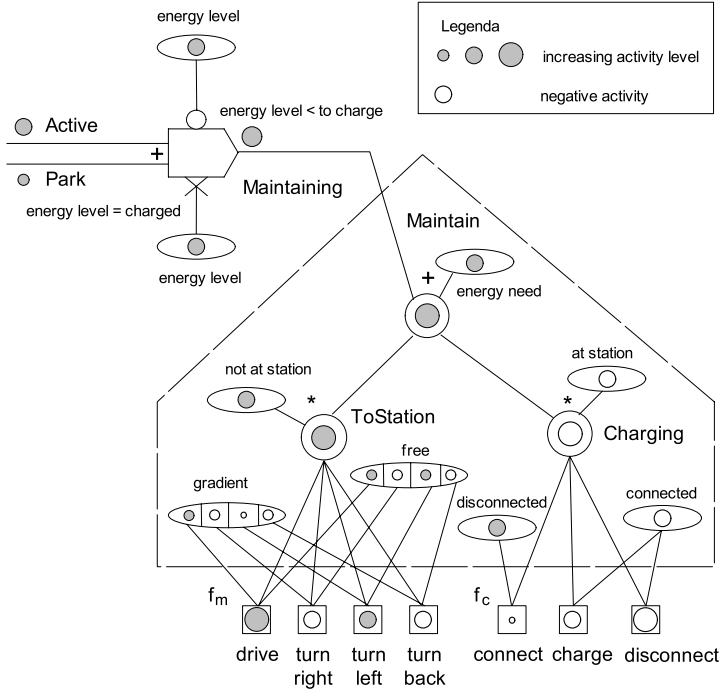 energy level
Legenda
increasing activity level
negative activity
energy level < to charge
Active
+
Park
Maintaining
energy level = charged
energy level
Maintain
+
energy need
not at station
at station
*
*
ToStation
Charging
free
gradient
disconnected
connected
fm
fc
drive
turn
right
turn
left
turn
back
connect
charge
disconnect